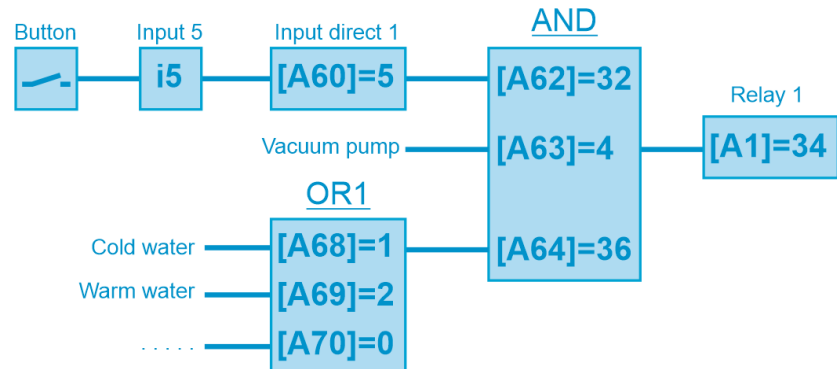 AND
Button
Input 5
Input direct 1
i5
[A60]=5
[A62]=32
Relay 1
Vacuum pump
[A63]=4
[A1]=34
OR1
Cold water
[A68]=1
[A64]=36
Warm water
[A69]=2
. . . . .
[A70]=0